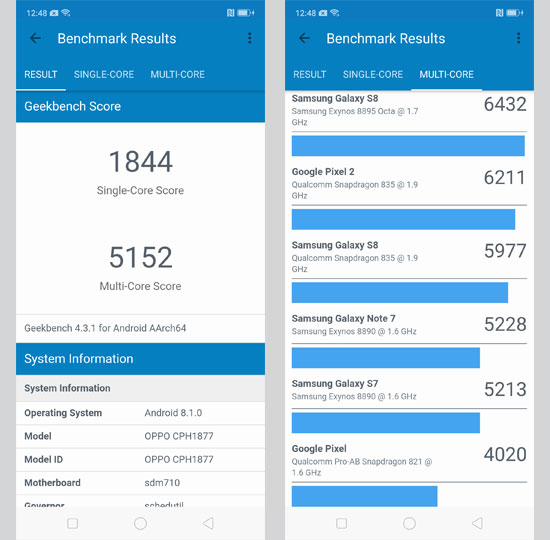 12:48
Benchmark Results
RESULT SINGLE-CORE MULTI-CORE
Geekbench Score
1844
Single-Core Score
5152
Multi-Core Score
Geekbench 4.3.1 for Android AArch64
System Information
System Information
Operating System Android 8.1.0
Model OPPO CPH1877
Model ID OPPO CPH1877
Motherboard sdm710
Governor schedutil
12:48
Benchmark Results
RESULT SINGLE-CORE MULTI-CORE
Samsung Galaxy S8 6432
Samsung Exynos 8895 Octa @ 1.7
GHz
Google Pixel 2 6211
Qualcomm Snapdragon 835 @ 1.9
GHz
Samsung Galaxy S8 5977
Qualcomm Snapdragon 835 @ 1.9
GHz
Samsung Galaxy Note 7 5228
Samsung Exynos 8890 @ 1.6 GHz
Samsung Galaxy S7 5213
Samsung Exynos 8890 @ 1.6 GHz
Google Pixel 4020
Qualcomm Pro-AB Snapdragon 821 @
1.6 GHz